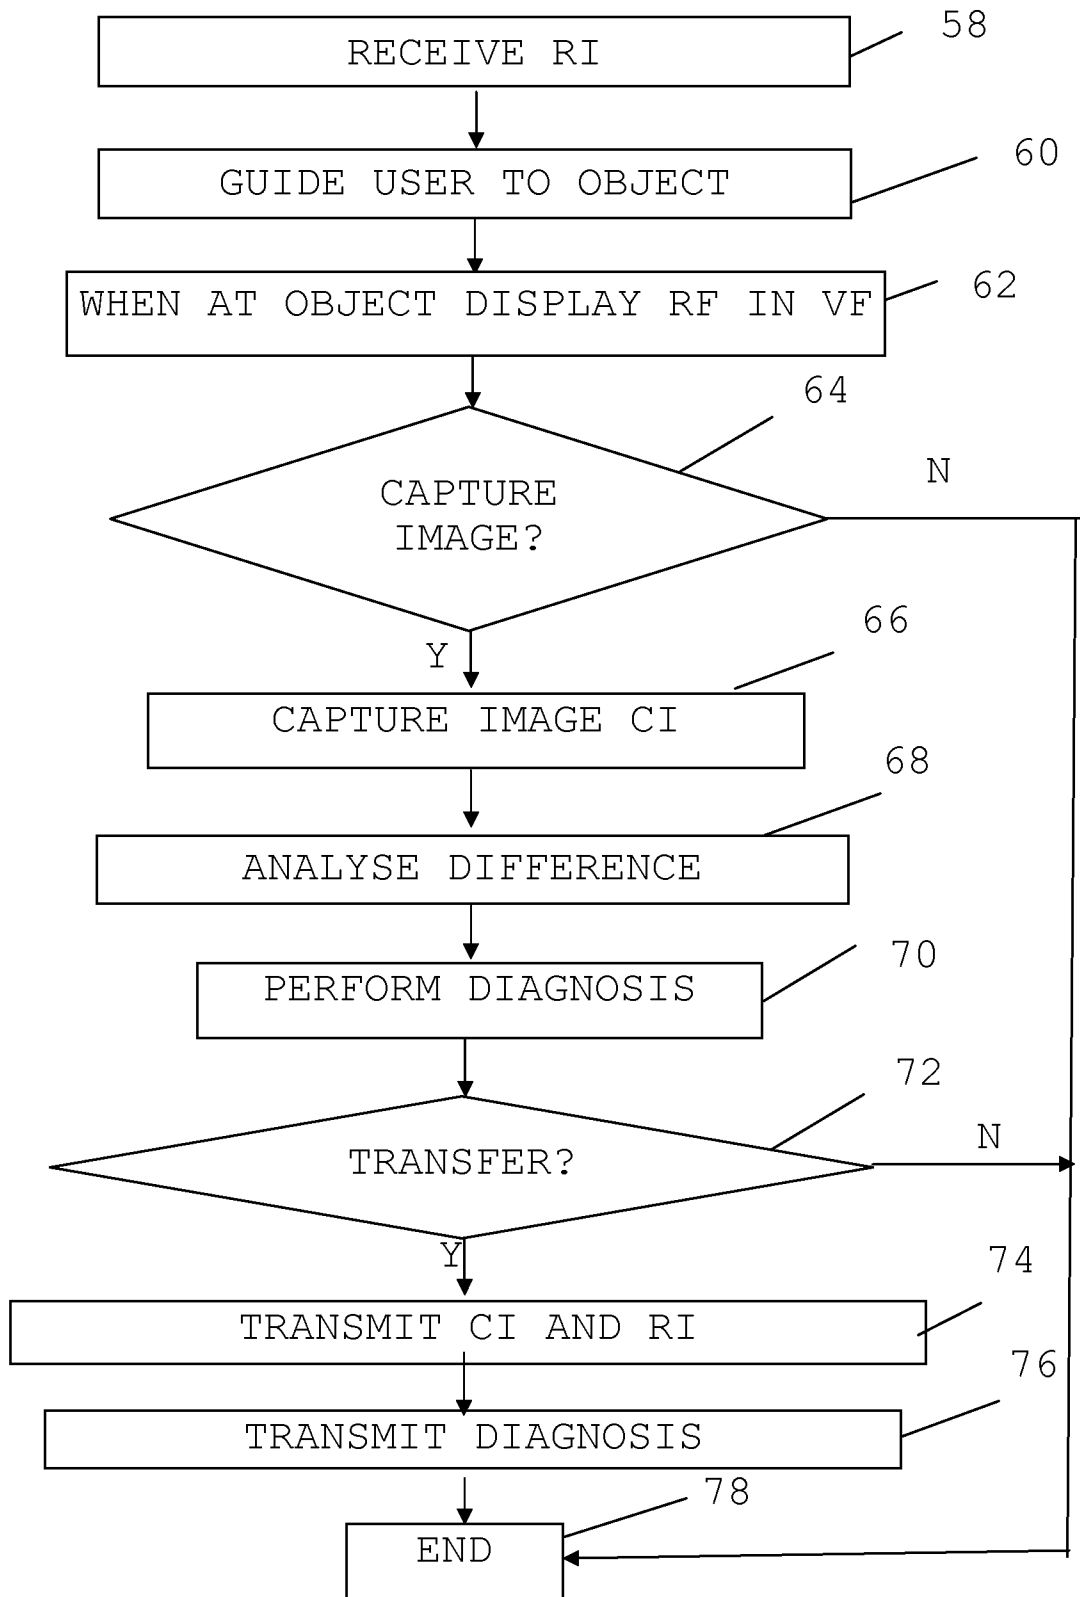 58
RECEIVE RI
60
GUIDE USER TO OBJECT
62
WHEN AT OBJECT DISPLAY RF IN VF
64
N
CAPTURE
IMAGE?
66
Y
CAPTURE IMAGE CI
68
ANALYSE DIFFERENCE
70
PERFORM DIAGNOSIS
72
N
TRANSFER?
Y
74
TRANSMIT CI AND RI
76
TRANSMIT DIAGNOSIS
78
END